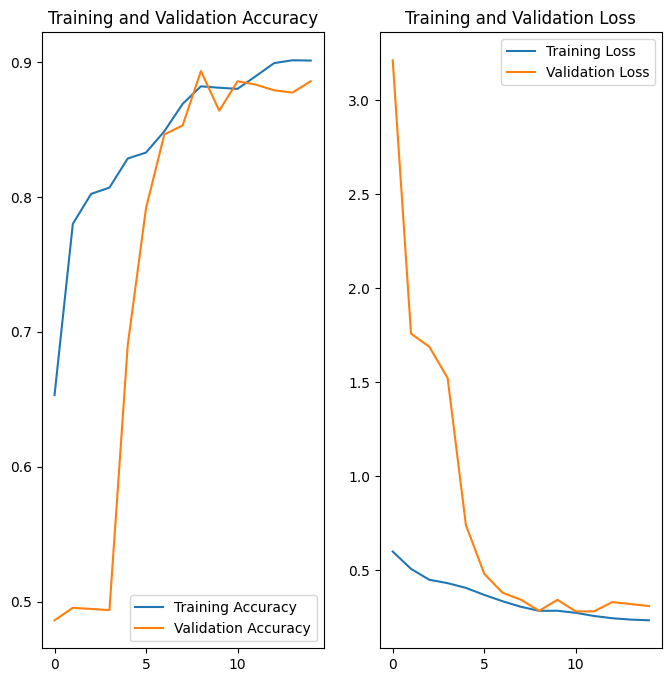 Training and Validation Accuracy
0.9
0.8
0.7
0.6
0.5
0
5
10
Training Accuracy
Validation Accuracy
Training and Validation Loss
3.0
2.5
2.0
1.5
1.0
0.5
0
5
10
Training Loss
Validation Loss